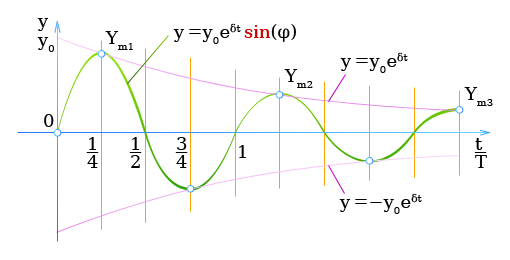 y
y₀
Yₘ₁
y=y₀e^δt sin(φ)
y=y₀e^δt
Yₘ₂
Yₘ₃
0
1/4
1/2
3/4
1
t/T
y=−y₀e^δt